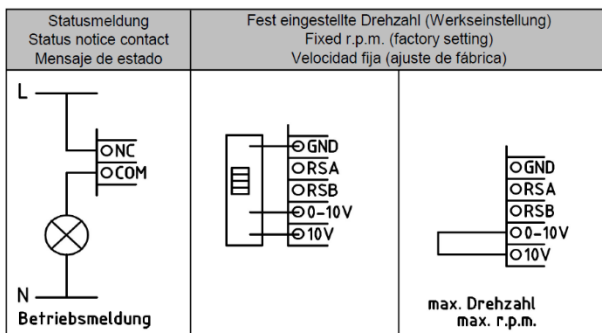 Statusmeldung
Status notice contact
Mensaje de estado
Fest eingestellte Drehzahl (Werkseinstellung)
Fixed r.p.m. (factory setting)
Velocidad fija (ajuste de fábrica)
L
NC
COM
N
Betriebsmeldung
GND
RSA
RSB
0-10V
10V
GND
RSA
RSB
0-10V
10V
max. Drehzahl
max. r.p.m.